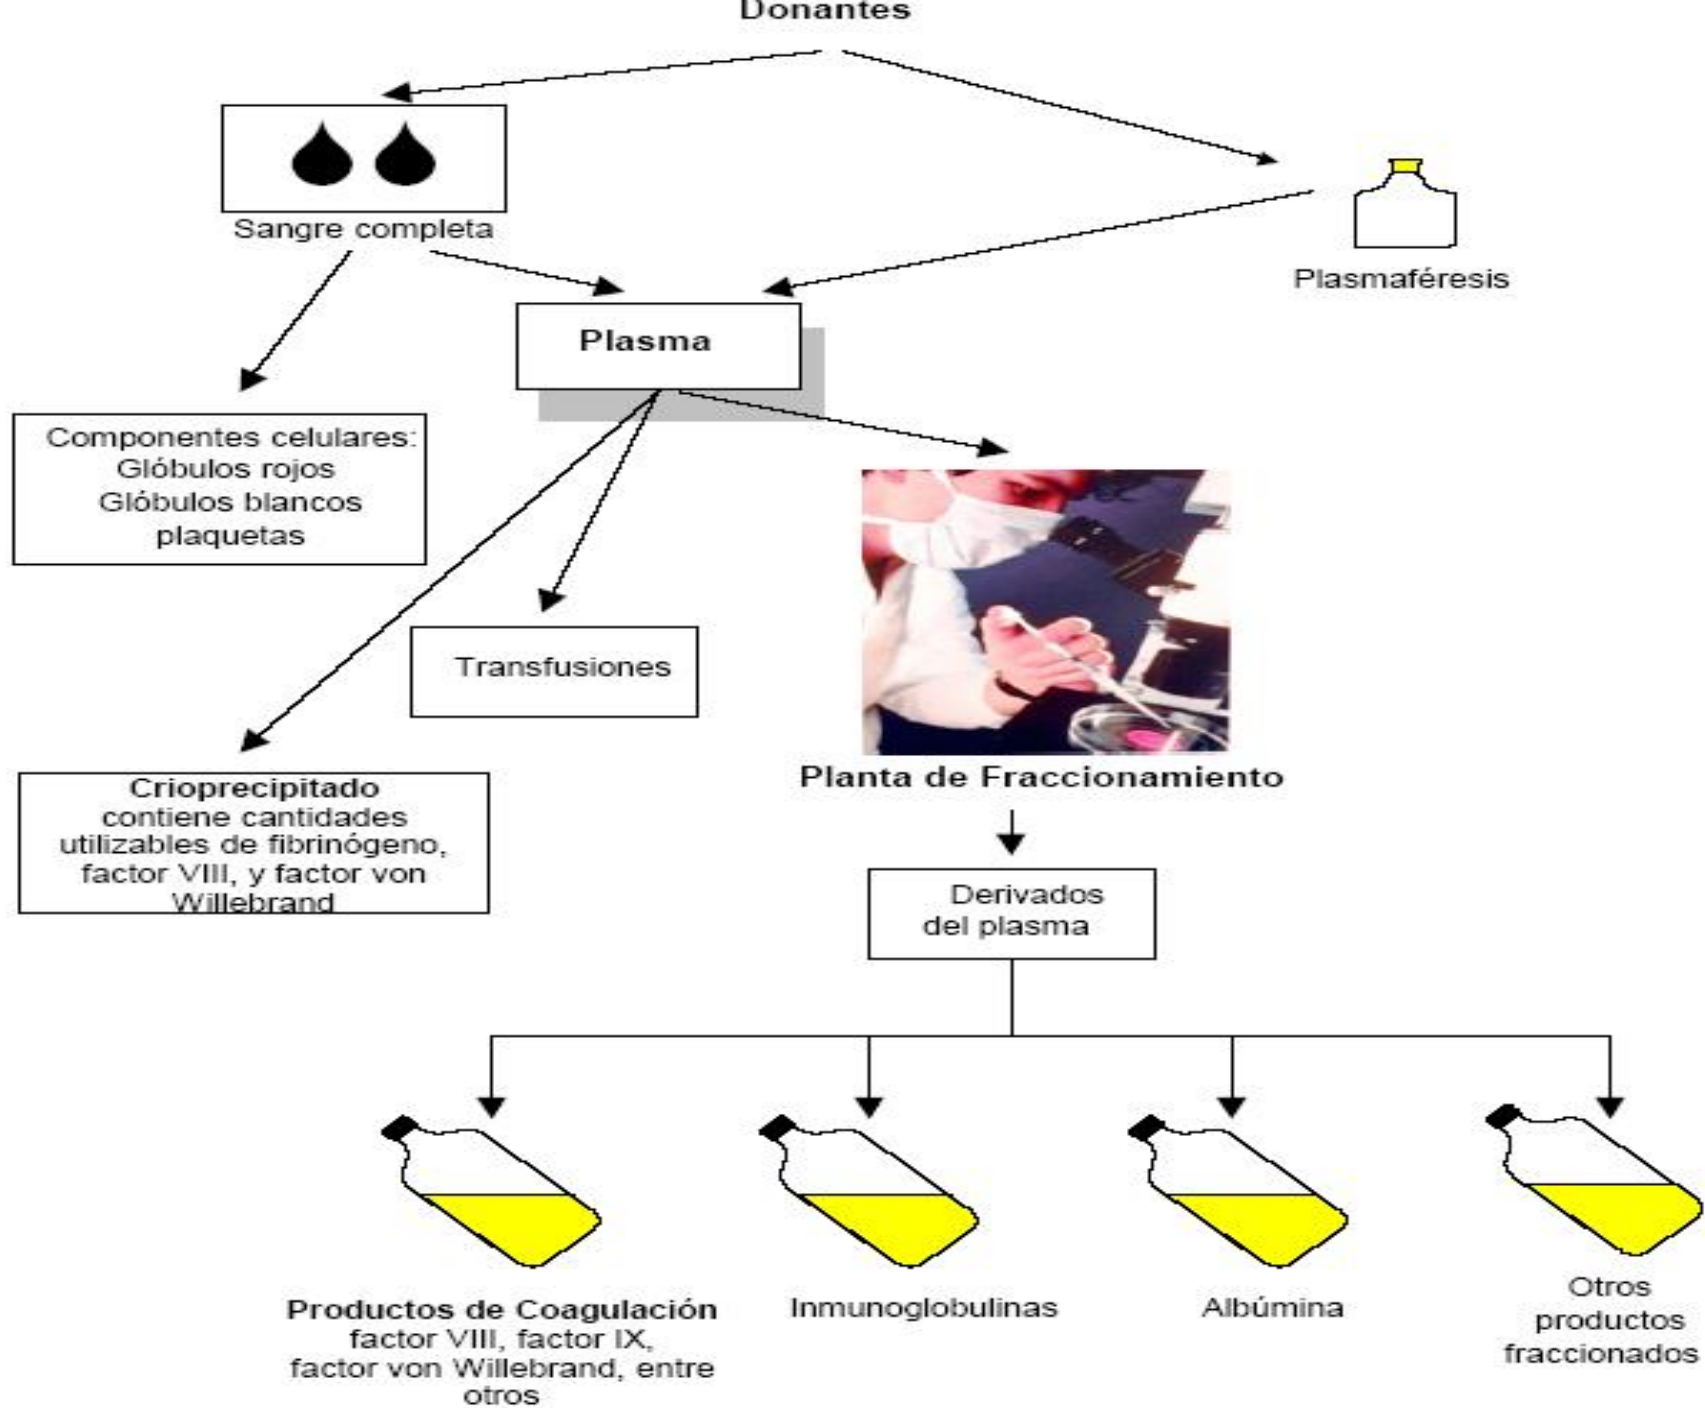 Donantes
Sangre completa
Plasmaféresis
Plasma
Componentes celulares:
Glóbulos rojos
Glóbulos blancos
plaquetas
Transfusiones
Planta de Fraccionamiento
Crioprecipitado
contiene cantidades
utilizables de fibrinógeno,
factor VIII, y factor von
Willebrand
Derivados
del plasma
Productos de Coagulación
factor VIII, factor IX,
factor von Willebrand, entre
otros
Inmunoglobulinas
Albúmina
Otros
productos
fraccionados